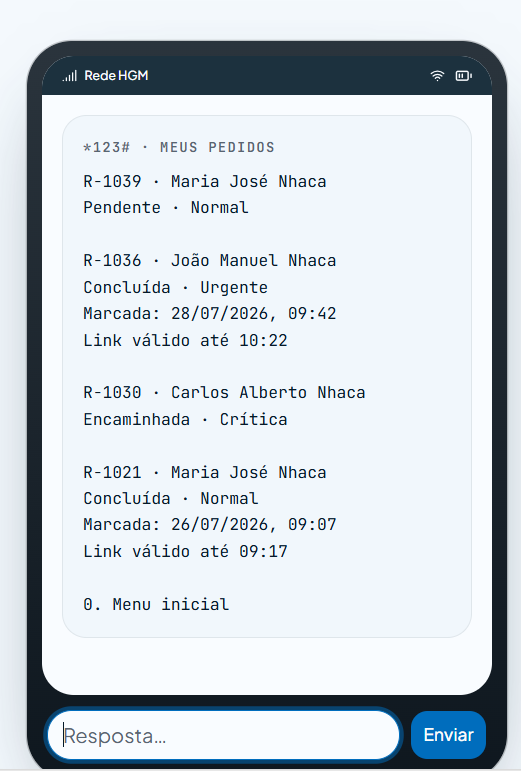 Rede HGM
*123# · MEUS PEDIDOS
R-1039 · Maria José Nhaca
Pendente · Normal
R-1036 · João Manuel Nhaca
Concluída · Urgente
Marcada: 28/07/2026, 09:42
Link válido até 10:22
R-1030 · Carlos Alberto Nhaca
Encaminhada · Crítica
R-1021 · Maria José Nhaca
Concluída · Normal
Marcada: 26/07/2026, 09:07
Link válido até 09:17
0. Menu inicial
Resposta...
Enviar